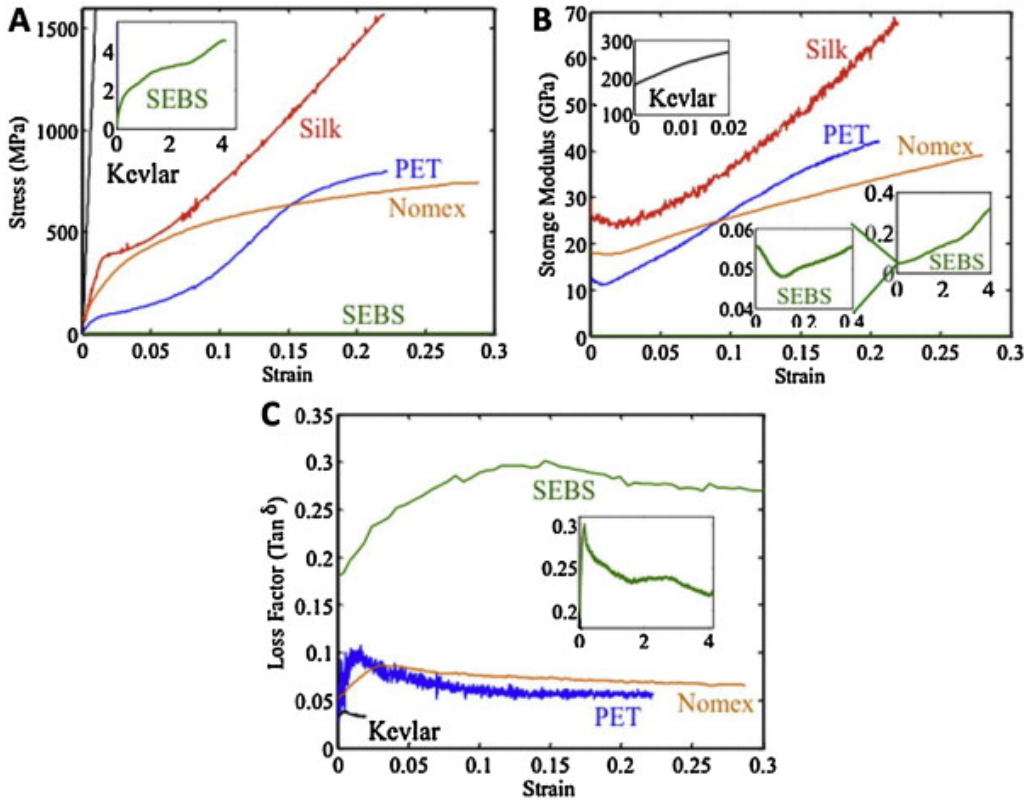 A
1500
1000
500
0
Stress (MPa)
4
2
0
SEBS
0 2 4
Kevlar
Silk
PET
Nomex
SEBS
0 0.05 0.1 0.15 0.2 0.25 0.3
Strain
B
70
60
50
40
30
20
10
0
Storage Modulus (GPa)
300
200
100
Kevlar
0 0.01 0.02
Silk
PET
Nomex
0.06
0.05
0.04
SEBS
0 0.2 0.4
0.4
0.2
0
SEBS
0 2 4
0 0.05 0.1 0.15 0.2 0.25 0.3
Strain
C
0.35
0.3
0.25
0.2
0.15
0.1
0.05
0
Loss Factor (Tan δ)
SEBS
0.3
0.25
0.2
0 2 4
Nomex
PET
Kevlar
0 0.05 0.1 0.15 0.2 0.25 0.3
Strain